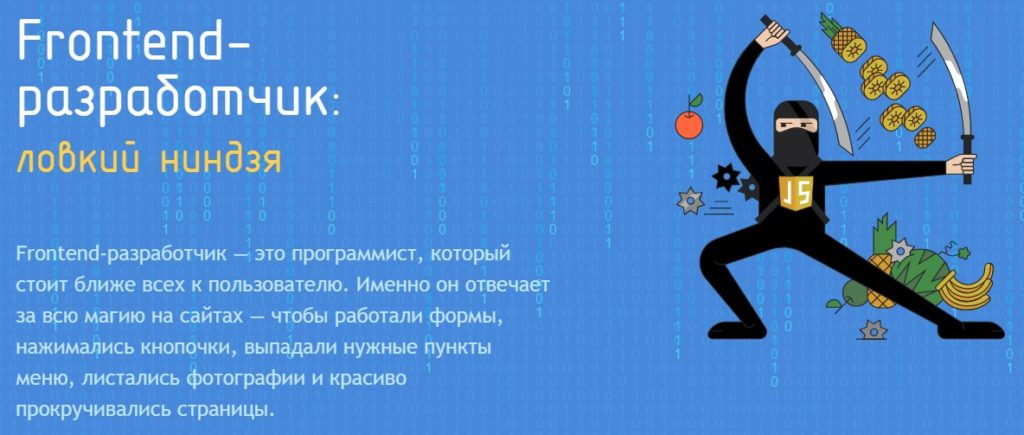 Frontend-
разработчик:
ловкий ниндзя
Frontend-разработчик — это программист, который
стоит ближе всех к пользователю. Именно он отвечает
за всю магию на сайтах — чтобы работали формы,
нажимались кнопочки, выпадали нужные пункты
меню, листались фотографии и красиво
прокручивались страницы.
JS